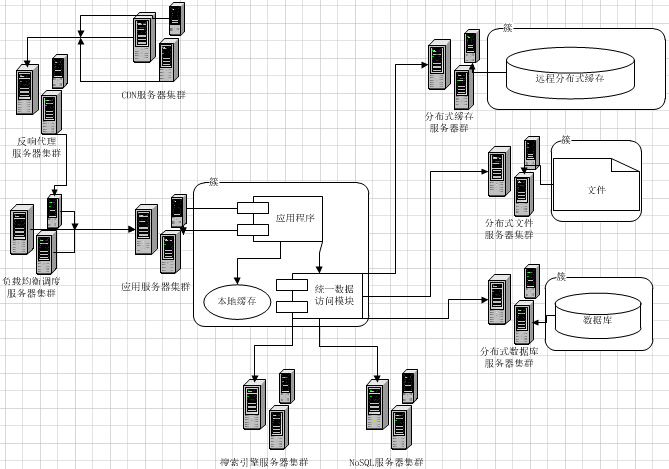 CDN服务器集群
反响代理
服务器集群
负载均衡调度
服务器集群
应用服务器集群
簇
应用程序
本地缓存
统一数据
访问模块
分布式缓存
服务器群
簇
远程分布式缓存
簇
文件
分布式文件
服务器集群
簇
数据库
分布式数据库
服务器集群
搜索引擎服务器集群
NoSQL服务器集群